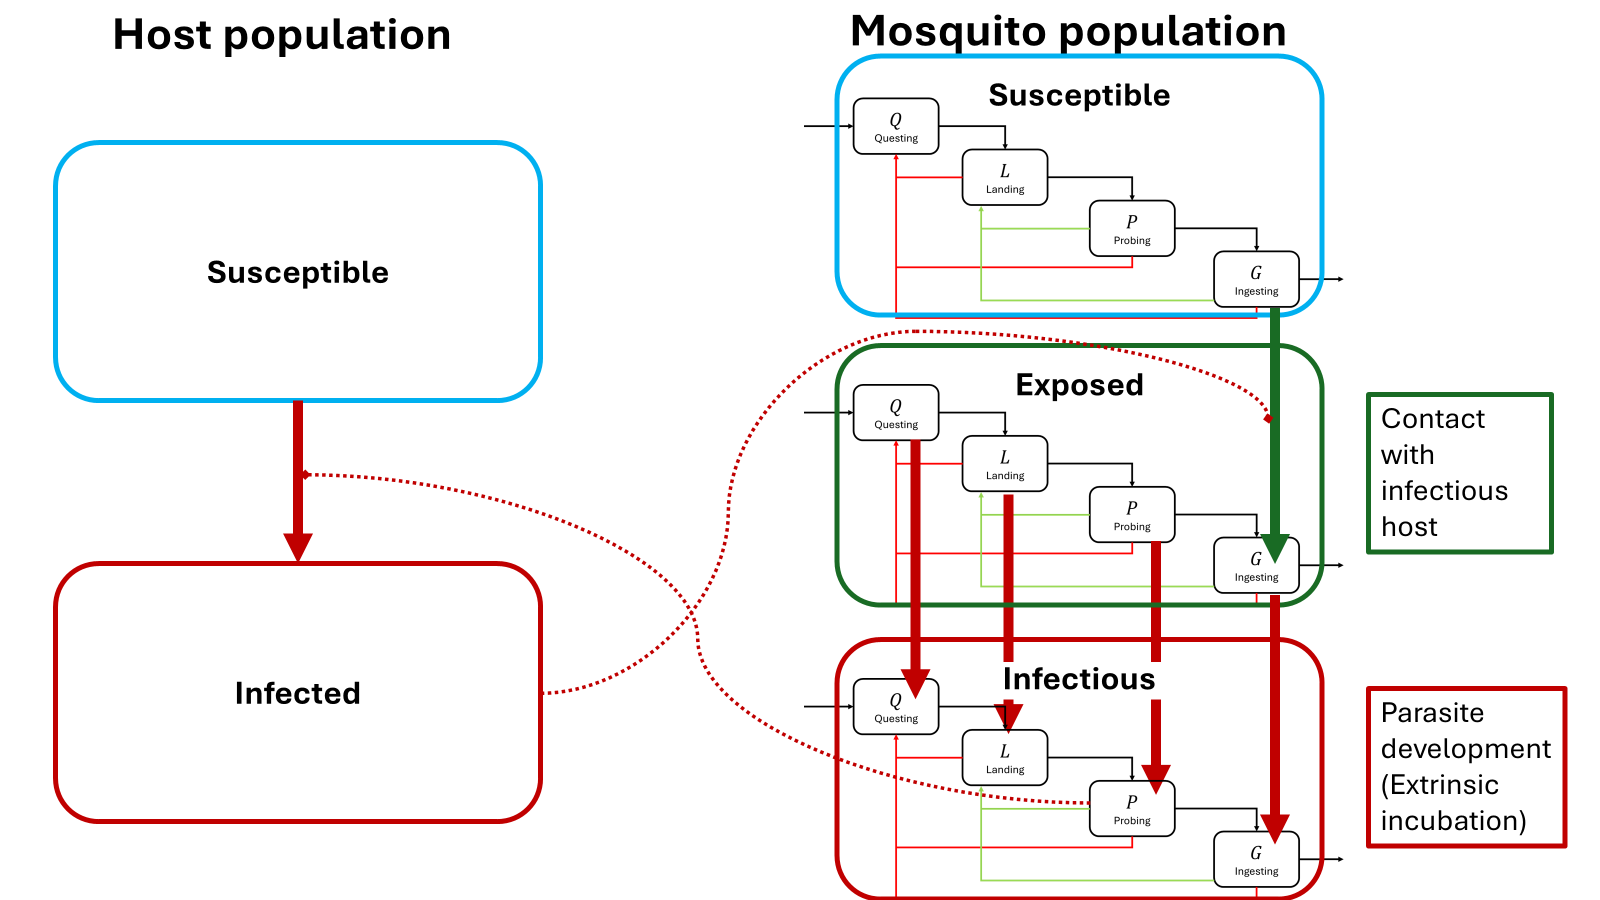 Host population
Mosquito population
Susceptible
Q
Questing
L
Landing
P
Probing
G
Ingesting
Susceptible
Exposed
Q
Questing
L
Landing
P
Probing
G
Ingesting
Contact
with
infectious
host
Infected
Infectious
Q
Questing
L
Landing
P
Probing
G
Ingesting
Parasite
development
(Extrinsic
incubation)